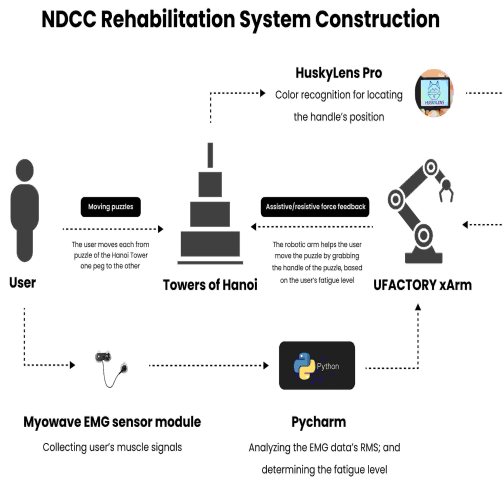 NDCC Rehabilitation System Construction
HuskyLens Pro
Color recognition for locating
the handle's position
HUSKYLENS
Moving puzzles
Assistive/resistive force feedback
The user moves each from
puzzle of the Hanoi Tower
one peg to the other
The robotic arm helps the user
move the puzzle by grabbing
the handle of the puzzle, based
on the user's fatigue level
User
Towers of Hanoi
UFACTORY xArm
Python
Myowave EMG sensor module
Collecting user's muscle signals
Pycharm
Analyzing the EMG data's RMS; and
determining the fatigue level